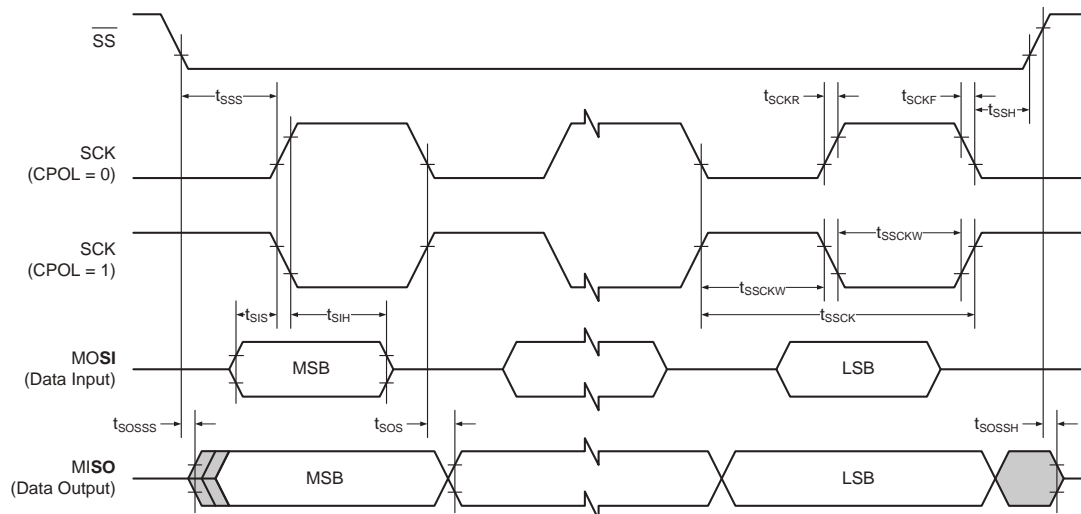 SS
tSSS
tSCKR
tSCKF
tSSH
SCK
(CPOL = 0)
SCK
(CPOL = 1)
tSSCKW
tSSCKW
tSSCK
tSIS
tSIH
MOSI
(Data Input)
MSB
LSB
tSOSSS
tSOS
tSOSSH
MISO
(Data Output)
MSB
LSB